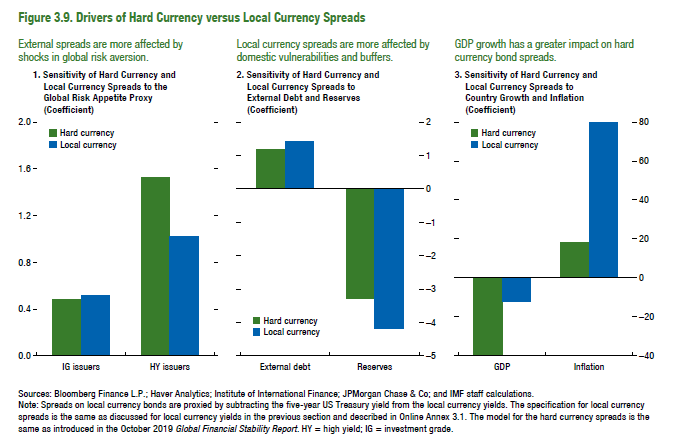 Figure 3.9. Drivers of Hard Currency versus Local Currency Spreads
External spreads are more affected by
shocks in global risk aversion.
1. Sensitivity of Hard Currency and
Local Currency Spreads to the
Global Risk Appetite Proxy
(Coefficient)
2.0
1.6
1.2
0.8
0.4
0.0
Hard currency
Local currency
IG issuers
HY issuers
Local currency spreads are more affected by
domestic vulnerabilities and buffers.
2. Sensitivity of Hard Currency and
Local Currency Spreads to
External Debt and Reserves
(Coefficient)
2
1
0
–1
–2
–3
–4
–5
Hard currency
Local currency
External debt
Reserves
GDP growth has a greater impact on hard
currency bond spreads.
3. Sensitivity of Hard Currency and
Local Currency Spreads to
Country Growth and Inflation
(Coefficient)
Hard currency
Local currency
80
60
40
20
0
–20
–40
GDP
Inflation
Sources: Bloomberg Finance L.P.; Haver Analytics; Institute of International Finance; JPMorgan Chase & Co; and IMF staff calculations.
Note: Spreads on local currency bonds are proxied by subtracting the five-year US Treasury yield from the local currency yields. The specification for local currency
spreads is the same as discussed for local currency yields in the previous section and described in Online Annex 3.1. The model for the hard currency spreads is the
same as introduced in the October 2019 Global Financial Stability Report. HY = high yield; IG = investment grade.